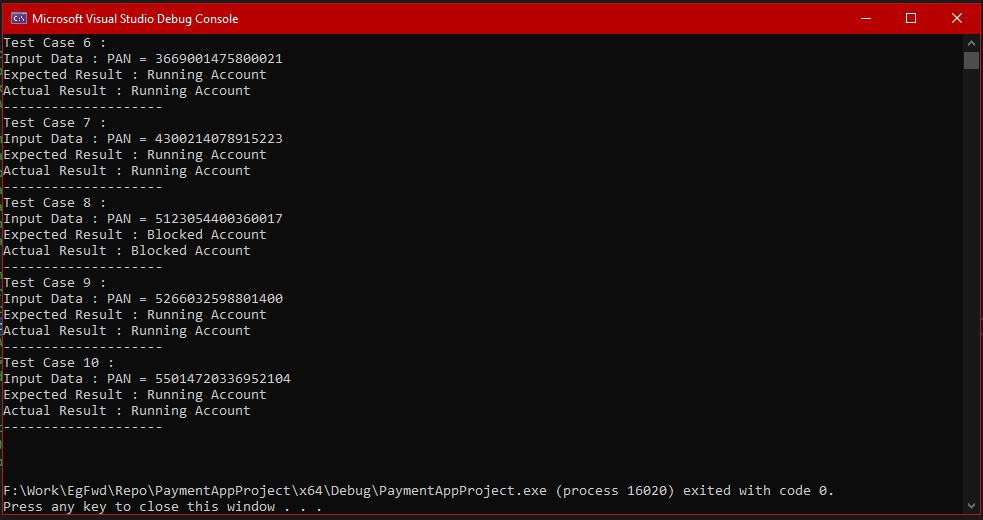 Microsoft Visual Studio Debug Console
Test Case 6 :
Input Data : PAN = 3669001475800021
Expected Result : Running Account
Actual Result : Running Account
--------------------
Test Case 7 :
Input Data : PAN = 4300214078915223
Expected Result : Running Account
Actual Result : Running Account
--------------------
Test Case 8 :
Input Data : PAN = 5123054400360017
Expected Result : Blocked Account
Actual Result : Blocked Account
--------------------
Test Case 9 :
Input Data : PAN = 5266032598801400
Expected Result : Running Account
Actual Result : Running Account
--------------------
Test Case 10 :
Input Data : PAN = 55014720336952104
Expected Result : Running Account
Actual Result : Running Account
--------------------
F:\Work\EgFwd\Repo\PaymentAppProject\x64\Debug\PaymentAppProject.exe (process 16020) exited with code 0.
Press any key to close this window . . .